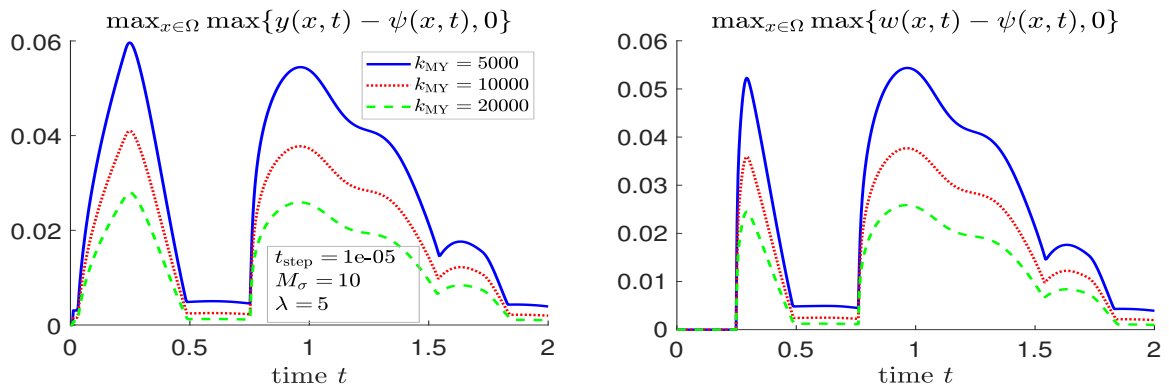 max_{x∈Ω} max{y(x, t) − ψ(x, t), 0}
0.06
0.04
0.02
0
0
0.5
1
1.5
2
time t
k_MY = 5000
k_MY = 10000
k_MY = 20000
t_step = 1e-05
M_σ = 10
λ = 5
max_{x∈Ω} max{w(x, t) − ψ(x, t), 0}
0.06
0.05
0.04
0.03
0.02
0.01
0
0
0.5
1
1.5
2
time t